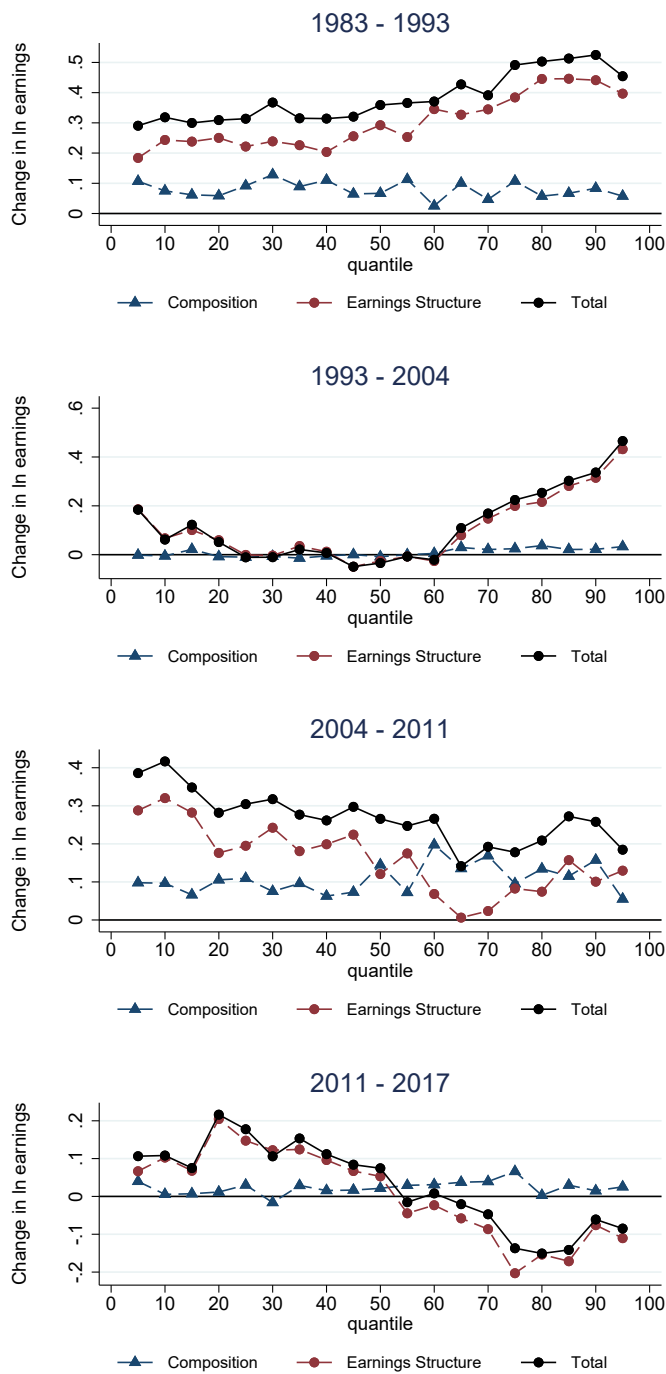 1983 - 1993
Change in ln earnings
.5
.4
.3
.2
.1
0
0 10 20 30 40 50 60 70 80 90 100
quantile
Composition Earnings Structure Total
1993 - 2004
Change in ln earnings
.6
.4
.2
0
0 10 20 30 40 50 60 70 80 90 100
quantile
Composition Earnings Structure Total
2004 - 2011
Change in ln earnings
.4
.3
.2
.1
0
0 10 20 30 40 50 60 70 80 90 100
quantile
Composition Earnings Structure Total
2011 - 2017
Change in ln earnings
.2
.1
0
-.1
-.2
0 10 20 30 40 50 60 70 80 90 100
quantile
Composition Earnings Structure Total